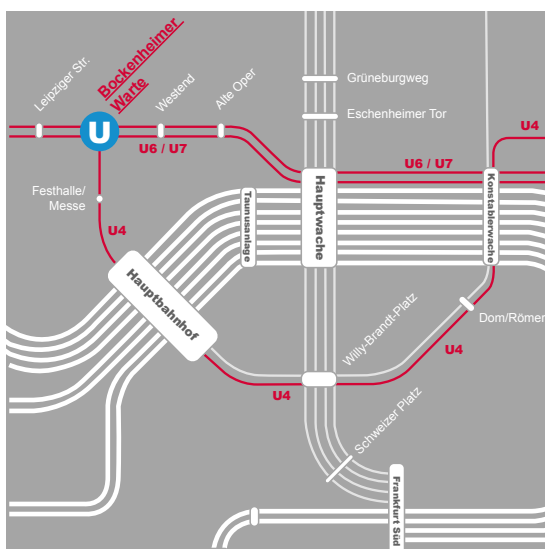 Leipziger Str.
Bockenheimer
Warte
Westend
Alte Oper
Grüneburgweg
Eschenheimer Tor
U
U4
U6 / U7
U6 / U7
Festhalle/
Messe
Taunusanlage
Hauptwache
Konstablerwache
U4
Hauptbahnhof
Willy-Brandt-Platz
Dom/Römer
U4
U4
Schweizer Platz
Frankfurt Süd